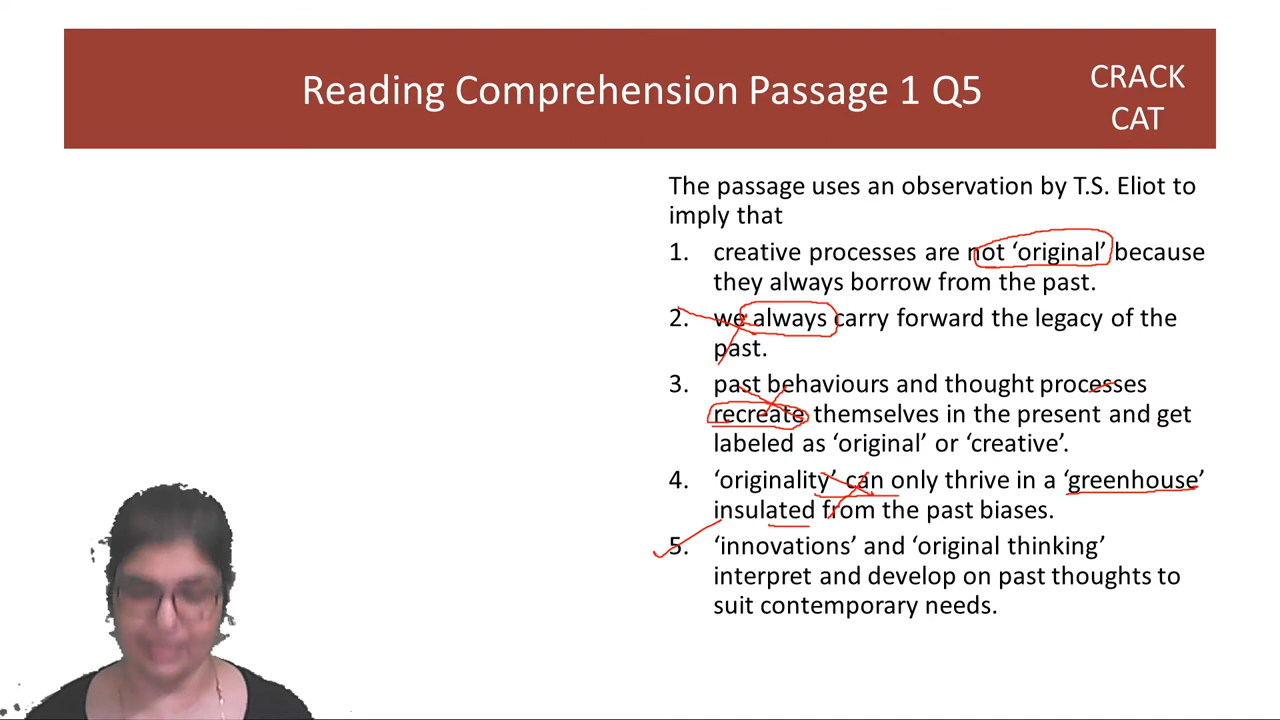 Reading Comprehension Passage 1 Q5
CRACK
CAT
The passage uses an observation by T.S. Eliot to
imply that
1. creative processes are not ‘original’ because
they always borrow from the past.
2. we always carry forward the legacy of the
past.
3. past behaviours and thought processes
recreate themselves in the present and get
labeled as ‘original’ or ‘creative’.
4. ‘originality’ can only thrive in a ‘greenhouse’
insulated from the past biases.
5. ‘innovations’ and ‘original thinking’
interpret and develop on past thoughts to
suit contemporary needs.